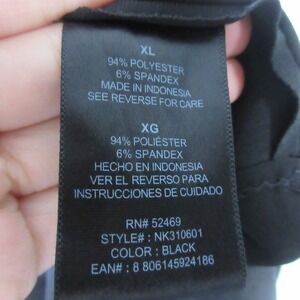 XL
94% POLYESTER
6% SPANDEX
MADE IN INDONESIA
SEE REVERSE FOR CARE
XG
94% POLIÉSTER
6% SPANDEX
HECHO EN INDONESIA
VER EL REVERSO PARA
INSTRUCCIONES DE CUIDADO
RN# 52469
STYLE# : NK310601
COLOR : BLACK
EAN# : 8 806145924186